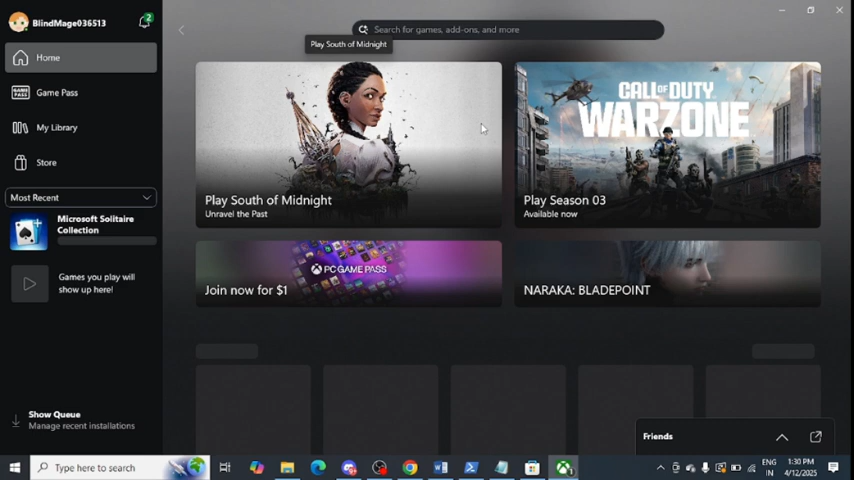 BlindMage036513
2
Search for games, add-ons, and more
Play South of Midnight
Home
GAME
PASS
Game Pass
My Library
Store
Most Recent
Microsoft Solitaire
Collection
Games you play will
show up here!
Play South of Midnight
Unravel the Past
CALL OF DUTY
WARZONE
Play Season 03
Available now
PC GAME PASS
Join now for $1
NARAKA: BLADEPOINT
Show Queue
Manage recent installations
Friends
Type here to search
ENG
IN
1:30 PM
4/12/2025